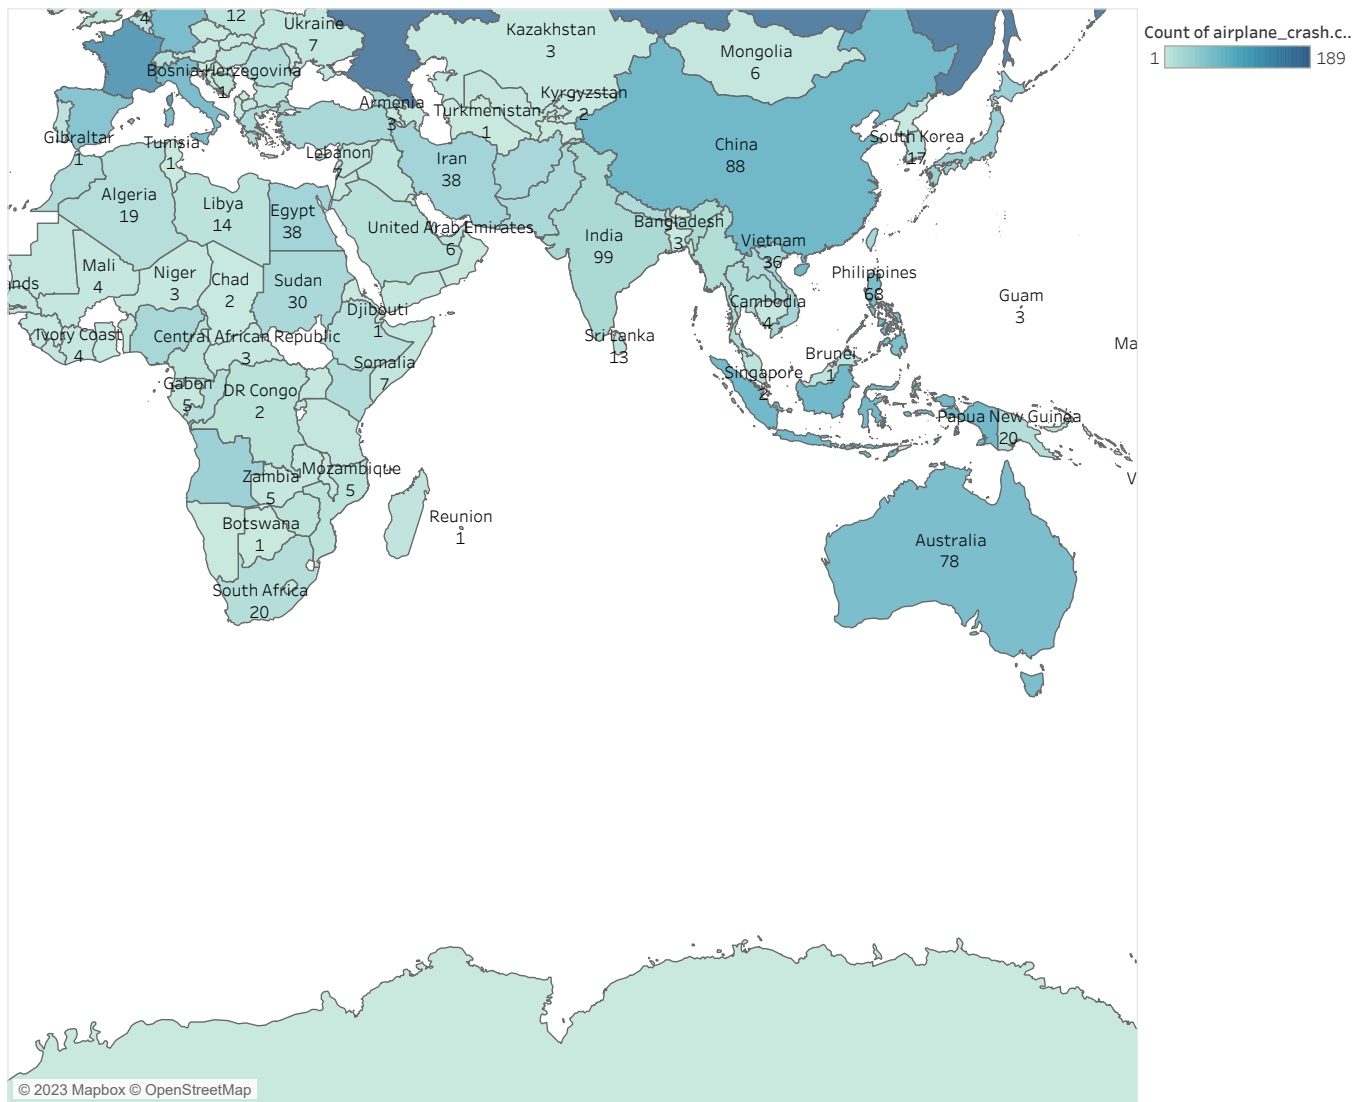 Count of airplane_crash.c..
1
189
4
12
Ukraine
7
Kazakhstan
3
Mongolia
6
Bosnia-Herzegovina
1
Armenia
3
Kyrgyzstan
2
Turkmenistan
1
Gibraltar
1
Tunisia
1
Lebanon
7
Iran
38
China
88
South Korea
17
Algeria
19
Libya
14
Egypt
38
United Arab Emirates
6
India
99
Bangladesh
13
Vietnam
36
Philippines
68
Guam
3
Mali
4
Niger
3
Chad
2
Sudan
30
nds
Djibouti
1
Cambodia
4
Ivory Coast
4
Central African Republic
3
Sri Lanka
13
Ma
Somalia
7
Brunei
1
Singapore
2
Gabon
5
DR Congo
2
Papua New Guinea
20
Zambia
5
Mozambique
5
V
Botswana
1
Reunion
1
Australia
78
South Africa
20
© 2023 Mapbox © OpenStreetMap